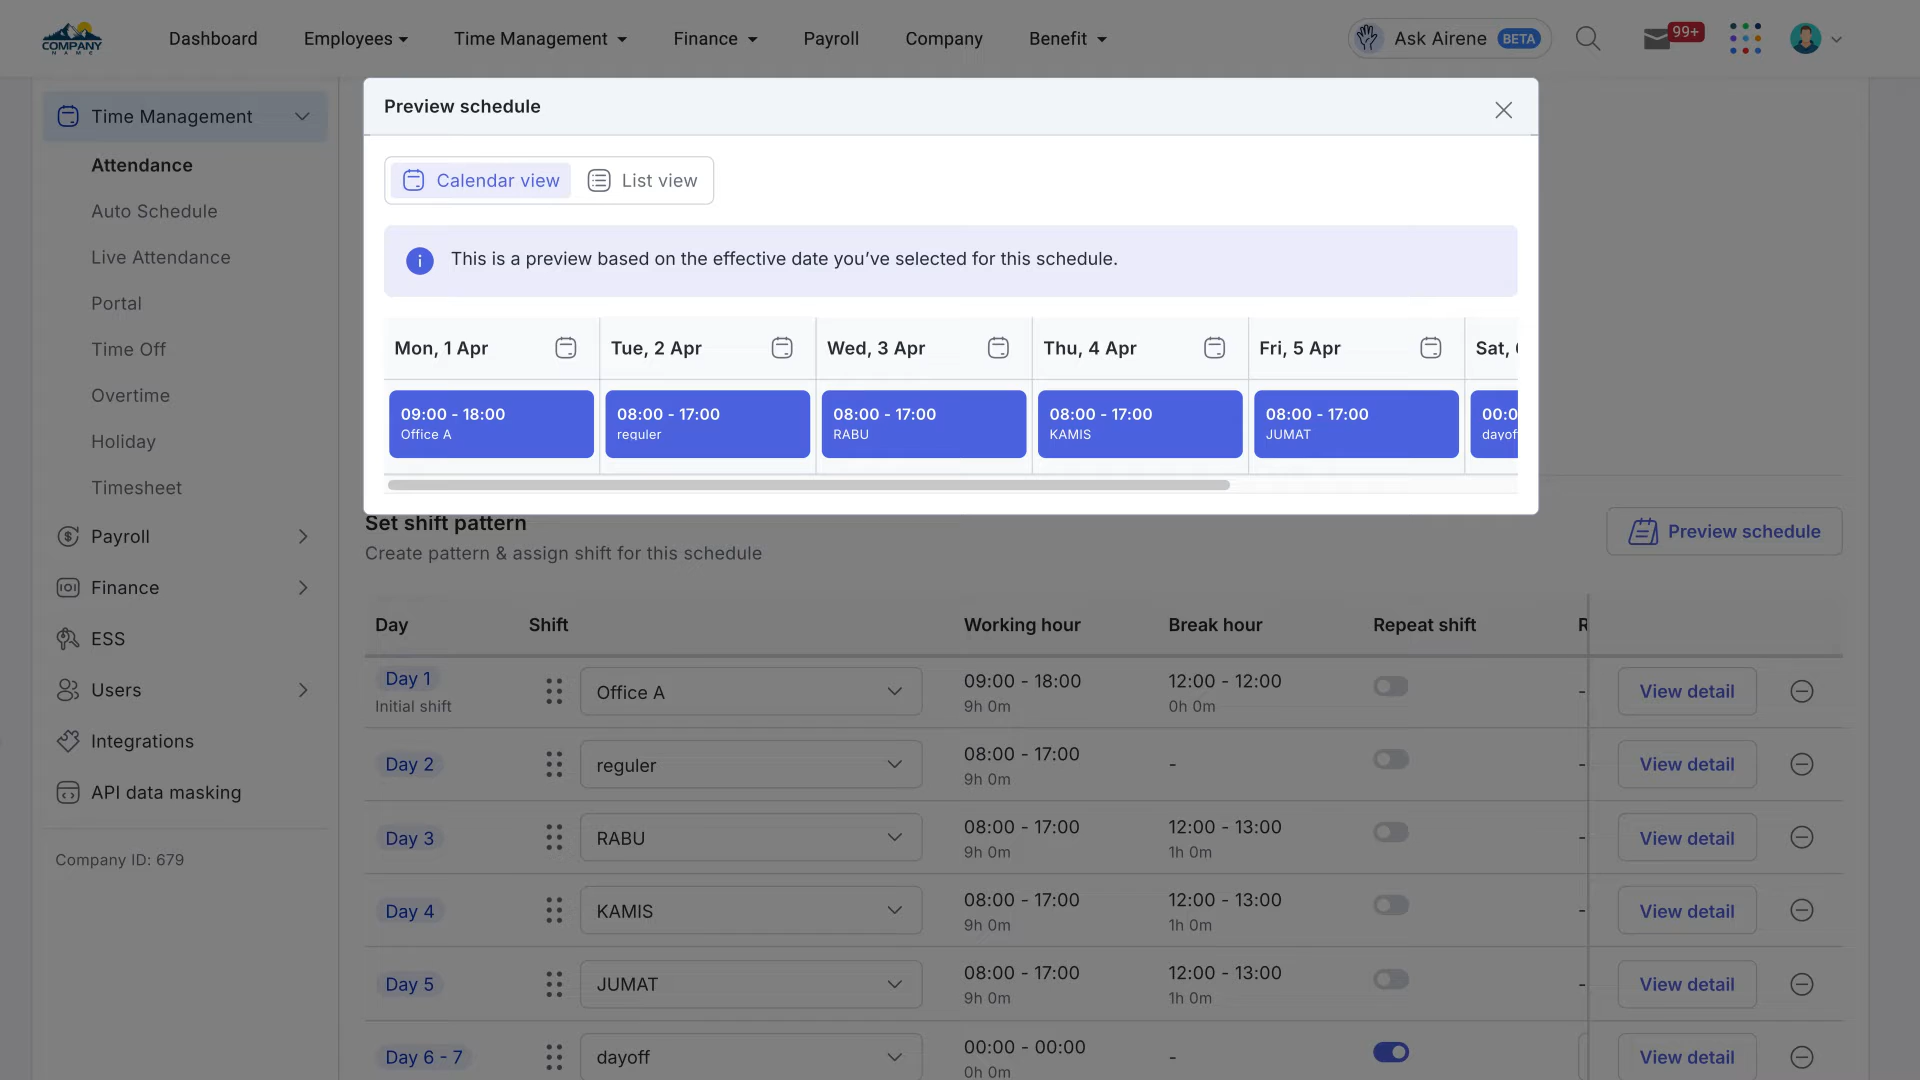 COMPANY
NAME
Dashboard
Employees
Time Management
Finance
Payroll
Company
Benefit
Ask Airene BETA
99+
Time Management
Attendance
Auto Schedule
Live Attendance
Portal
Time Off
Overtime
Holiday
Timesheet
Payroll
Finance
ESS
Users
Integrations
API data masking
Company ID: 679
Preview schedule
Calendar view
List view
This is a preview based on the effective date you’ve selected for this schedule.
Mon, 1 Apr
Tue, 2 Apr
Wed, 3 Apr
Thu, 4 Apr
Fri, 5 Apr
Sat,
09:00 - 18:00
Office A
08:00 - 17:00
reguler
08:00 - 17:00
RABU
08:00 - 17:00
KAMIS
08:00 - 17:00
JUMAT
00:0
dayof
Set shift pattern
Create pattern & assign shift for this schedule
Preview schedule
Day Shift Working hour Break hour Repeat shift
Day 1 Office A 09:00 - 18:00 12:00 - 12:00 - View detail
Initial shift 9h 0m 0h 0m
Day 2 reguler 08:00 - 17:00 - - View detail
9h 0m
Day 3 RABU 08:00 - 17:00 12:00 - 13:00 - View detail
9h 0m 1h 0m
Day 4 KAMIS 08:00 - 17:00 12:00 - 13:00 - View detail
9h 0m 1h 0m
Day 5 JUMAT 08:00 - 17:00 12:00 - 13:00 - View detail
9h 0m 1h 0m
Day 6 - 7 dayoff 00:00 - 00:00 - View detail
0h 0m